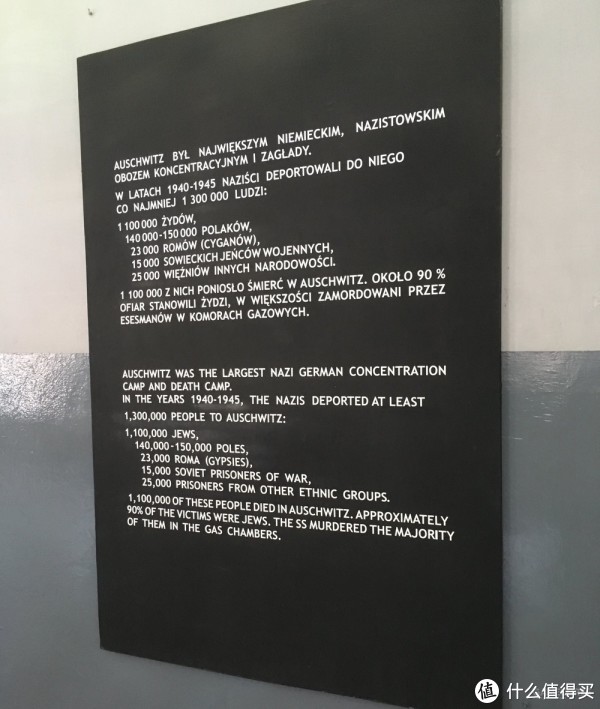 AUSCHWITZ BYŁ NAJWIĘKSZYM NIEMIECKIM, NAZISTOWSKIM
OBOZEM KONCENTRACYJNYM I ZAGŁADY.
W LATACH 1940-1945 NAZIŚCI DEPORTOWALI DO NIEGO
CO NAJMNIEJ 1 300 000 LUDZI:
1 100 000 ŻYDÓW,
140 000-150 000 POLAKÓW,
23 000 ROMÓW (CYGANÓW),
15 000 SOWIECKICH JEŃCÓW WOJENNYCH,
25 000 WIĘŹNIÓW INNYCH NARODOWOŚCI.
1 100 000 Z NICH PONIOSŁO ŚMIERĆ W AUSCHWITZ. OKOŁO 90 %
OFIAR STANOWILI ŻYDZI, W WIĘKSZOŚCI ZAMORDOWANI PRZEZ
ESESMANÓW W KOMORACH GAZOWYCH.
AUSCHWITZ WAS THE LARGEST NAZI GERMAN CONCENTRATION
CAMP AND DEATH CAMP.
IN THE YEARS 1940-1945, THE NAZIS DEPORTED AT LEAST
1,300,000 PEOPLE TO AUSCHWITZ:
1,100,000 JEWS,
140,000-150,000 POLES,
23,000 ROMA (GYPSIES),
15,000 SOVIET PRISONERS OF WAR,
25,000 PRISONERS FROM OTHER ETHNIC GROUPS.
1,100,000 OF THESE PEOPLE DIED IN AUSCHWITZ. APPROXIMATELY
90% OF THE VICTIMS WERE JEWS. THE SS MURDERED THE MAJORITY
OF THEM IN THE GAS CHAMBERS.
值 什么值得买